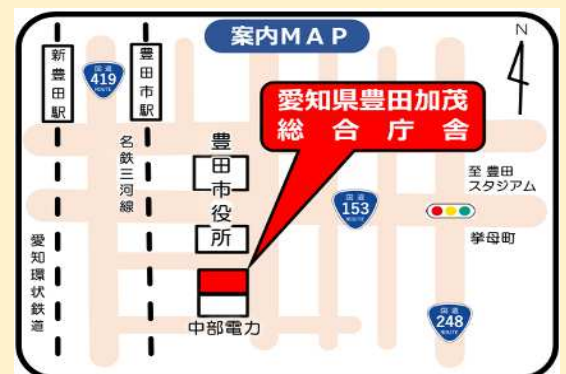 案内MAP
N
新豊田駅
国道
419
ROUTE
豊田市駅
愛知県豊田加茂
総合庁舎
名鉄三河線
豊田市役所
国道
153
ROUTE
至 豊田
スタジアム
挙母町
愛知環状鉄道
中部電力
国道
248
ROUTE